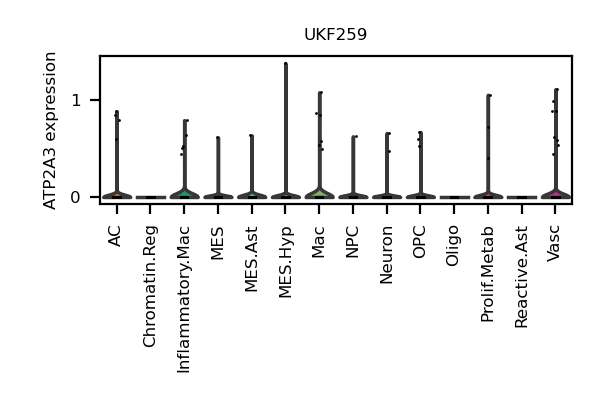 UKF259
ATP2A3 expression
1
0
AC
Chromatin.Reg
Inflammatory.Mac
MES
MES.Ast
MES.Hyp
Mac
NPC
Neuron
OPC
Oligo
Prolif.Metab
Reactive.Ast
Vasc